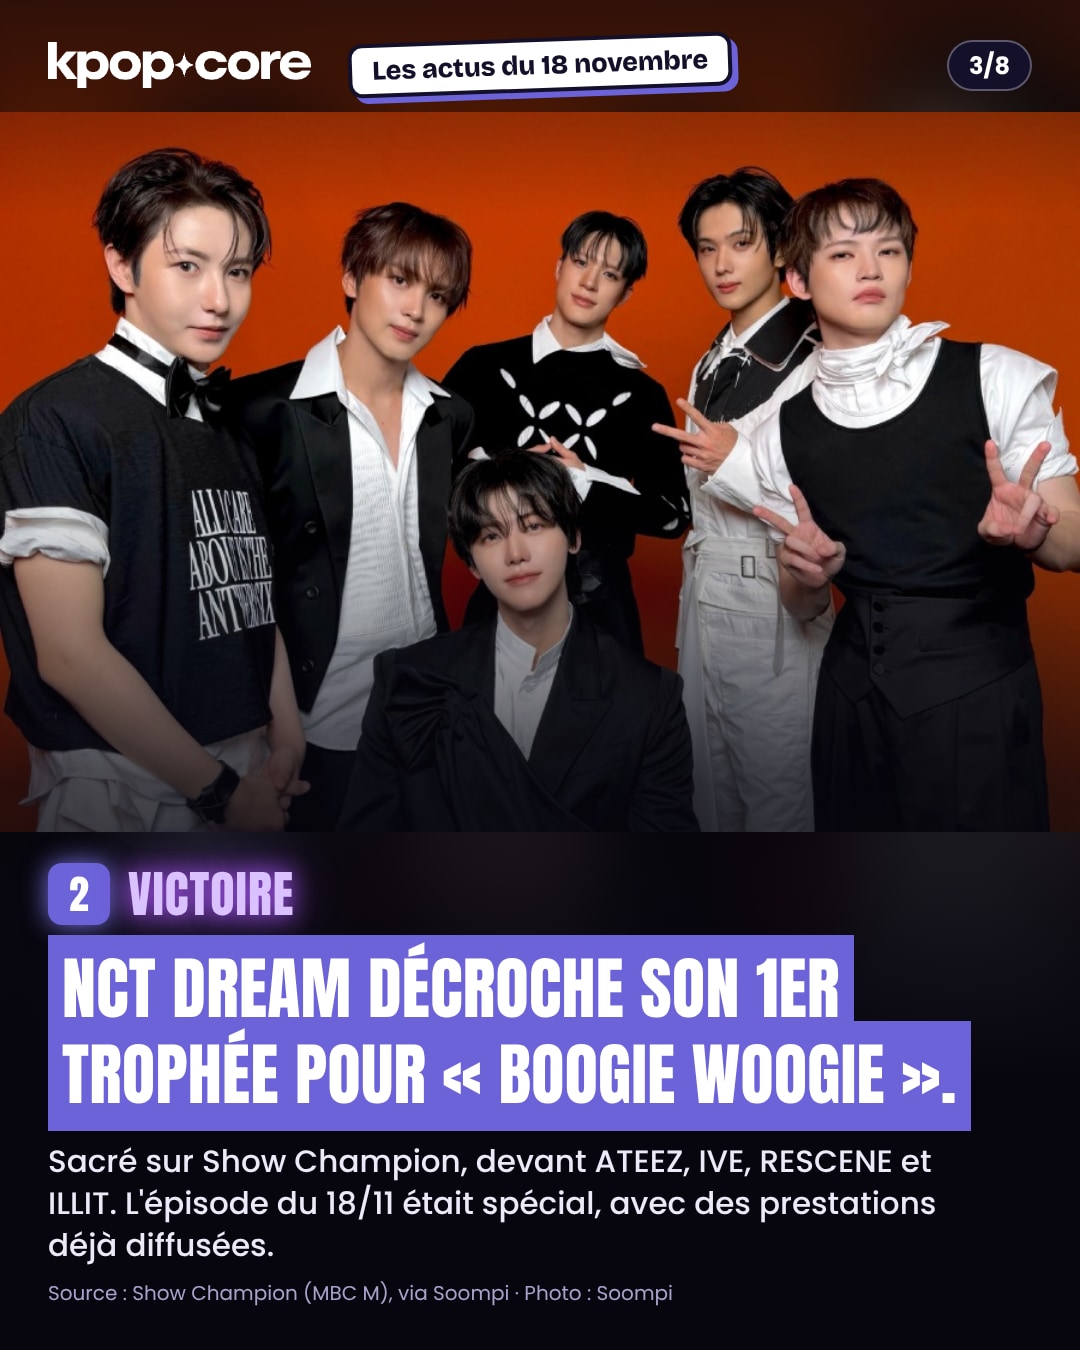 kpop✦core
Les actus du 18 novembre
3/8
ALL I CARE
2
VICTOIRE
NCT DREAM DÉCROCHE SON 1ER
TROPHÉE POUR « BOOGIE WOOGIE ».
Sacré sur Show Champion, devant ATEEZ, IVE, RESCENE et
ILLIT. L'épisode du 18/11 était spécial, avec des prestations
déjà diffusées.
Source : Show Champion (MBC M), via Soompi · Photo : Soompi